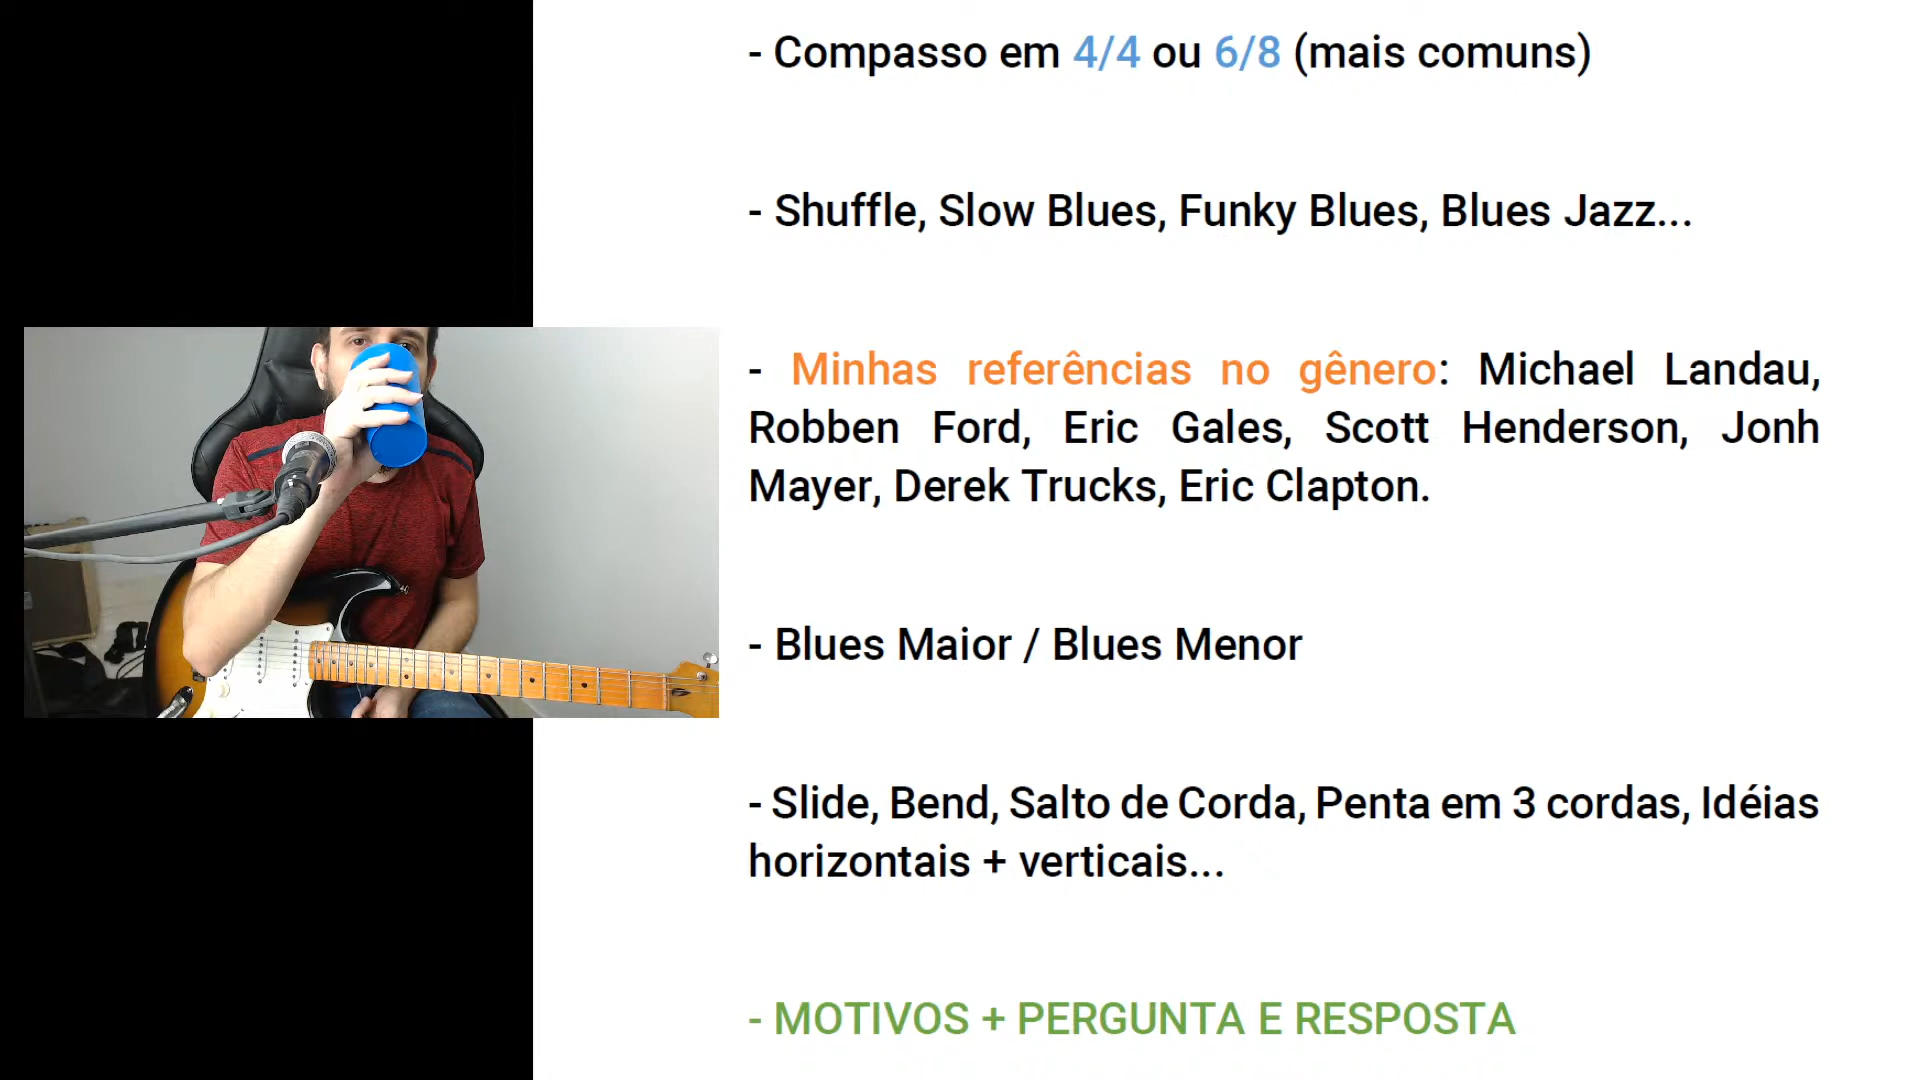 - Compasso em 4/4 ou 6/8 (mais comuns)
- Shuffle, Slow Blues, Funky Blues, Blues Jazz...
- Minhas referências no gênero: Michael Landau,
Robben Ford, Eric Gales, Scott Henderson, Jonh
Mayer, Derek Trucks, Eric Clapton.
- Blues Maior / Blues Menor
- Slide, Bend, Salto de Corda, Penta em 3 cordas, Idéias
horizontais + verticais...
- MOTIVOS + PERGUNTA E RESPOSTA